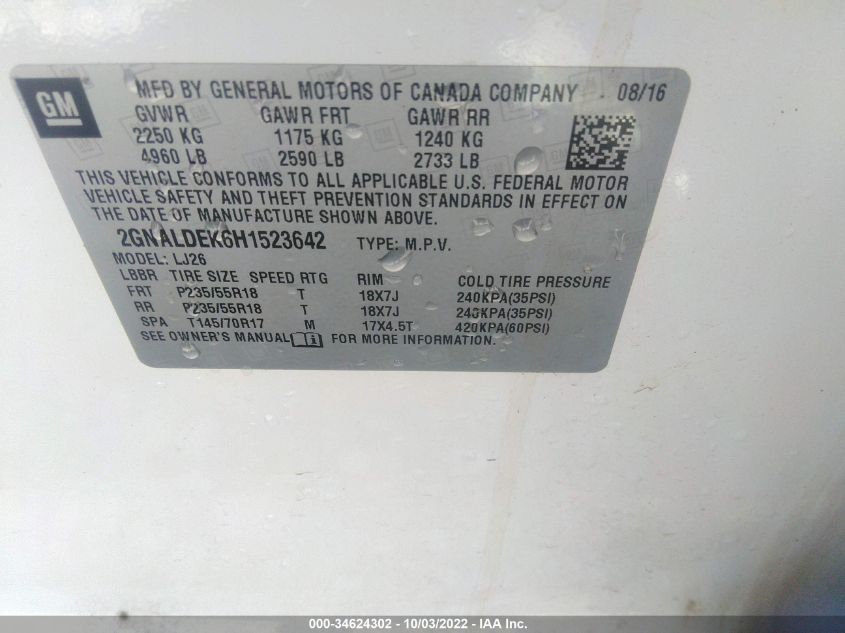 GM
MFD BY GENERAL MOTORS OF CANADA COMPANY 08/16
GVWR GAWR FRT GAWR RR
2250 KG 1175 KG 1240 KG
4960 LB 2590 LB 2733 LB
THIS VEHICLE CONFORMS TO ALL APPLICABLE U.S. FEDERAL MOTOR
VEHICLE SAFETY AND THEFT PREVENTION STANDARDS IN EFFECT ON
THE DATE OF MANUFACTURE SHOWN ABOVE.
2GNALDEK6H1523642 TYPE: M.P.V.
MODEL: LJ26
LBBR TIRE SIZE SPEED RTG RIM COLD TIRE PRESSURE
FRT P235/55R18 T 18X7J 240KPA(35PSI)
RR P235/55R18 T 18X7J 240KPA(35PSI)
SPA T145/70R17 M 17X4.5T 420KPA(60PSI)
SEE OWNER'S MANUAL FOR MORE INFORMATION.
000-34624302 - 10/03/2022 - IAA Inc.